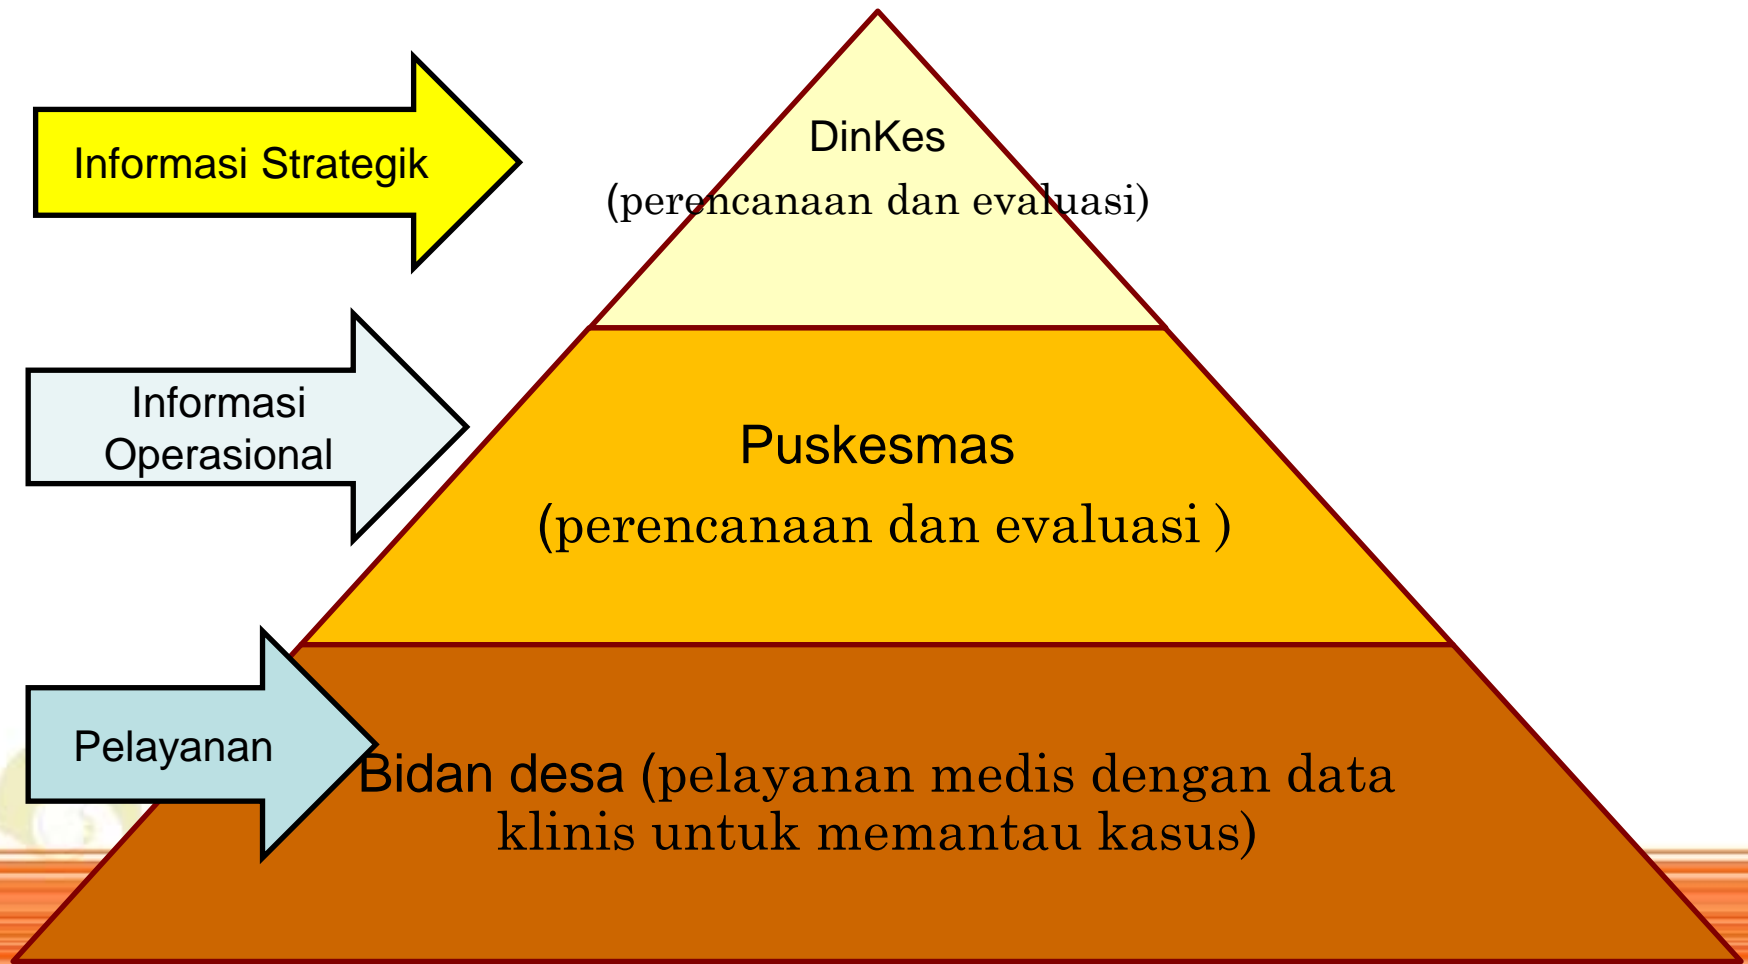 Informasi Strategik
DinKes
(perencanaan dan evaluasi)
Informasi
Operasional
Puskesmas
(perencanaan dan evaluasi )
Pelayanan
Bidan desa (pelayanan medis dengan data
klinis untuk memantau kasus)